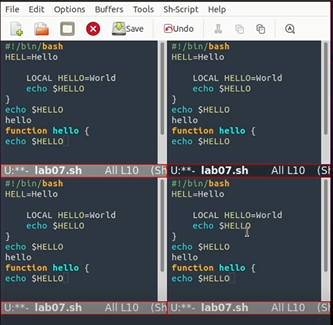 File Edit Options Buffers Tools Sh-Script Help
Save Undo
#!/bin/bash
HELL=Hello
LOCAL HELLO=World
echo $HELLO
}
echo $HELLO
hello
function hello {
echo $HELLO
U:**- lab07.sh All L10 (Sh
#!/bin/bash
HELL=Hello
LOCAL HELLO=World
echo $HELLO
}
echo $HELLO
hello
function hello {
echo $HELLO
U:**- lab07.sh All L10 (S
#!/bin/bash
HELL=Hello
LOCAL HELLO=World
echo $HELLO
}
echo $HELLO
hello
function hello {
echo $HELLO
U:**- lab07.sh All L10 (Sh
#!/bin/bash
HELL=Hello
LOCAL HELLO=World
echo $HELLO
}
echo $HELLO
hello
function hello {
echo $HELLO
U:**- lab07.sh All L10 (S